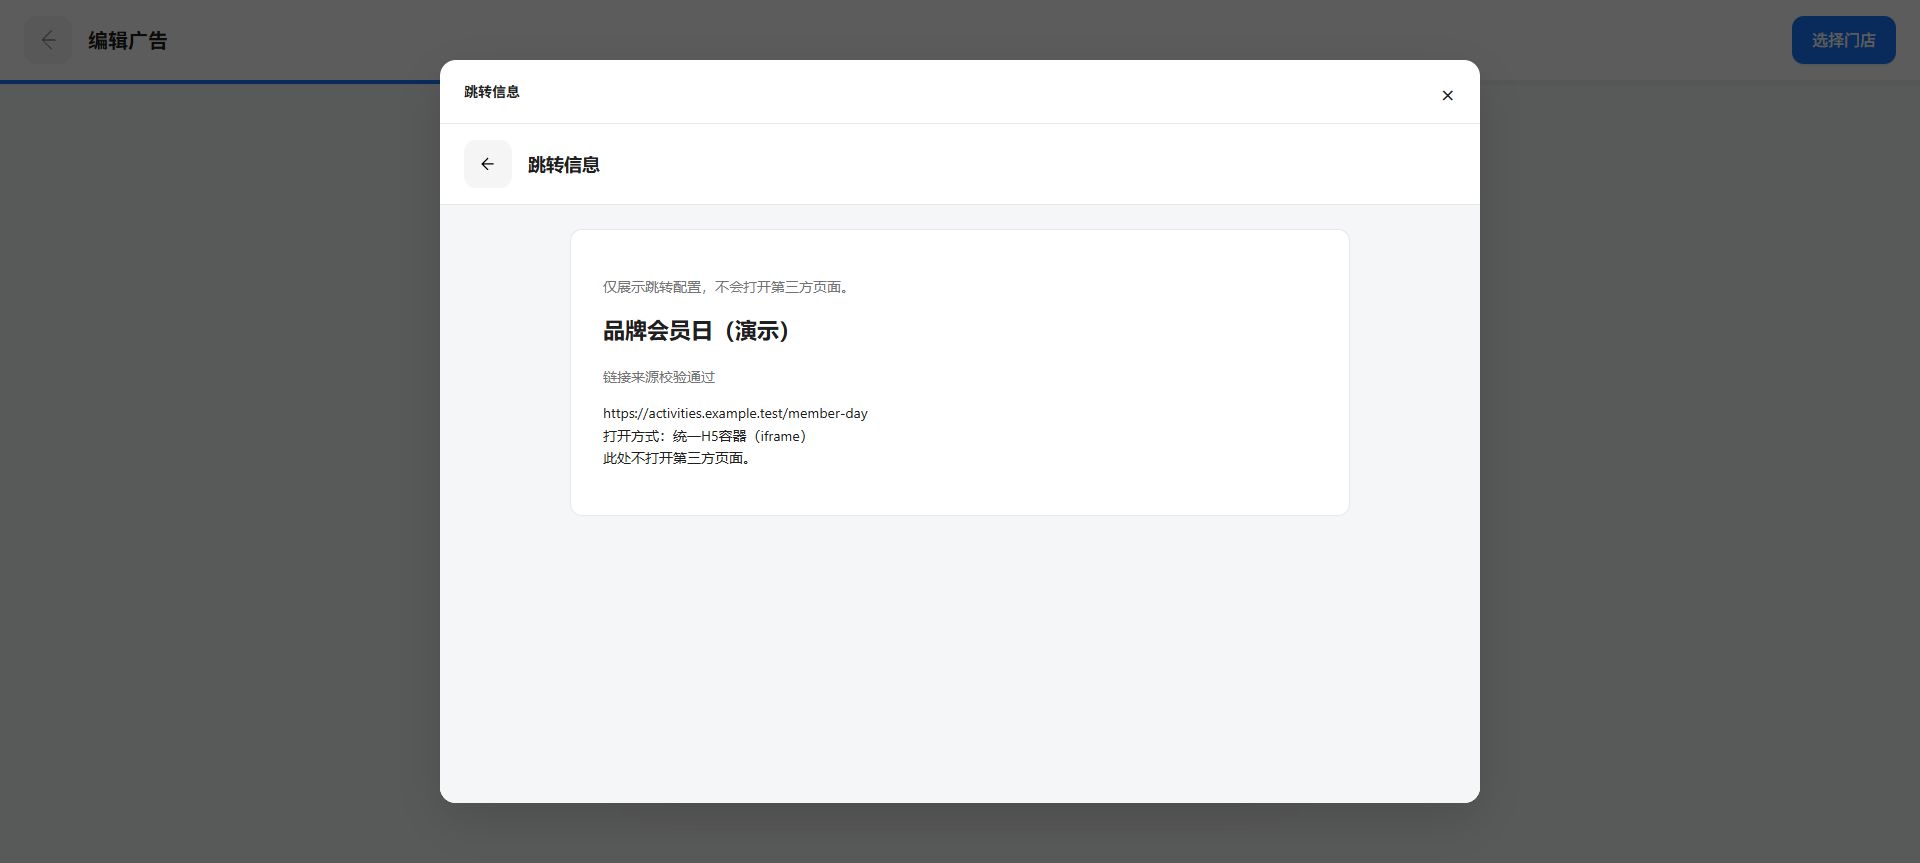 编辑广告
选择门店
跳转信息
跳转信息
仅展示跳转配置，不会打开第三方页面。
品牌会员日（演示）
链接来源校验通过
https://activities.example.test/member-day
打开方式：统一H5容器（iframe）
此处不打开第三方页面。